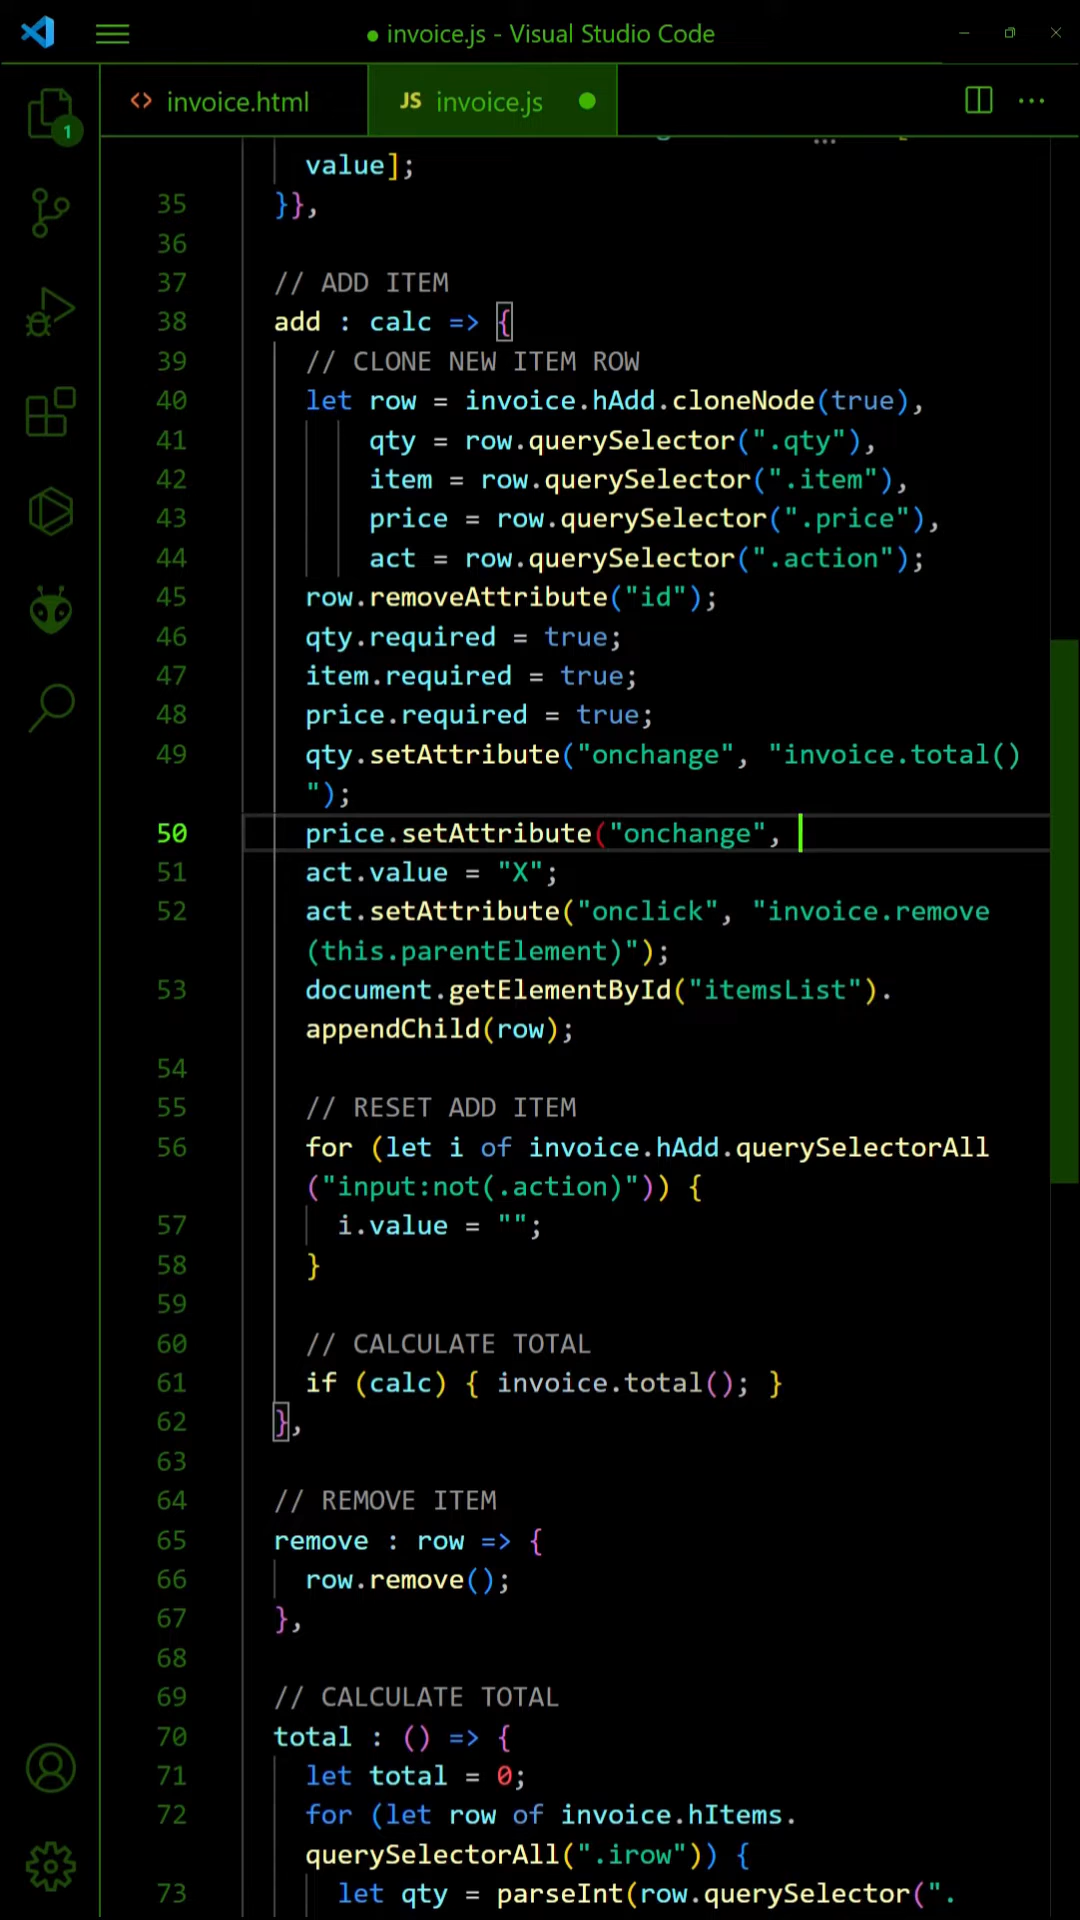 ● invoice.js - Visual Studio Code
<> invoice.html
JS invoice.js ●
1
value];
35 }},
36
37 // ADD ITEM
38 add : calc => {
39 // CLONE NEW ITEM ROW
40 let row = invoice.hAdd.cloneNode(true),
41 qty = row.querySelector(".qty"),
42 item = row.querySelector(".item"),
43 price = row.querySelector(".price"),
44 act = row.querySelector(".action");
45 row.removeAttribute("id");
46 qty.required = true;
47 item.required = true;
48 price.required = true;
49 qty.setAttribute("onchange", "invoice.total()
");
50 price.setAttribute("onchange",
51 act.value = "X";
52 act.setAttribute("onclick", "invoice.remove
(this.parentElement)");
53 document.getElementById("itemsList").
appendChild(row);
54
55 // RESET ADD ITEM
56 for (let i of invoice.hAdd.querySelectorAll
("input:not(.action)")) {
57 i.value = "";
58 }
59
60 // CALCULATE TOTAL
61 if (calc) { invoice.total(); }
62 },
63
64 // REMOVE ITEM
65 remove : row => {
66 row.remove();
67 },
68
69 // CALCULATE TOTAL
70 total : () => {
71 let total = 0;
72 for (let row of invoice.hItems.
querySelectorAll(".irow")) {
73 let qty = parseInt(row.querySelector(".